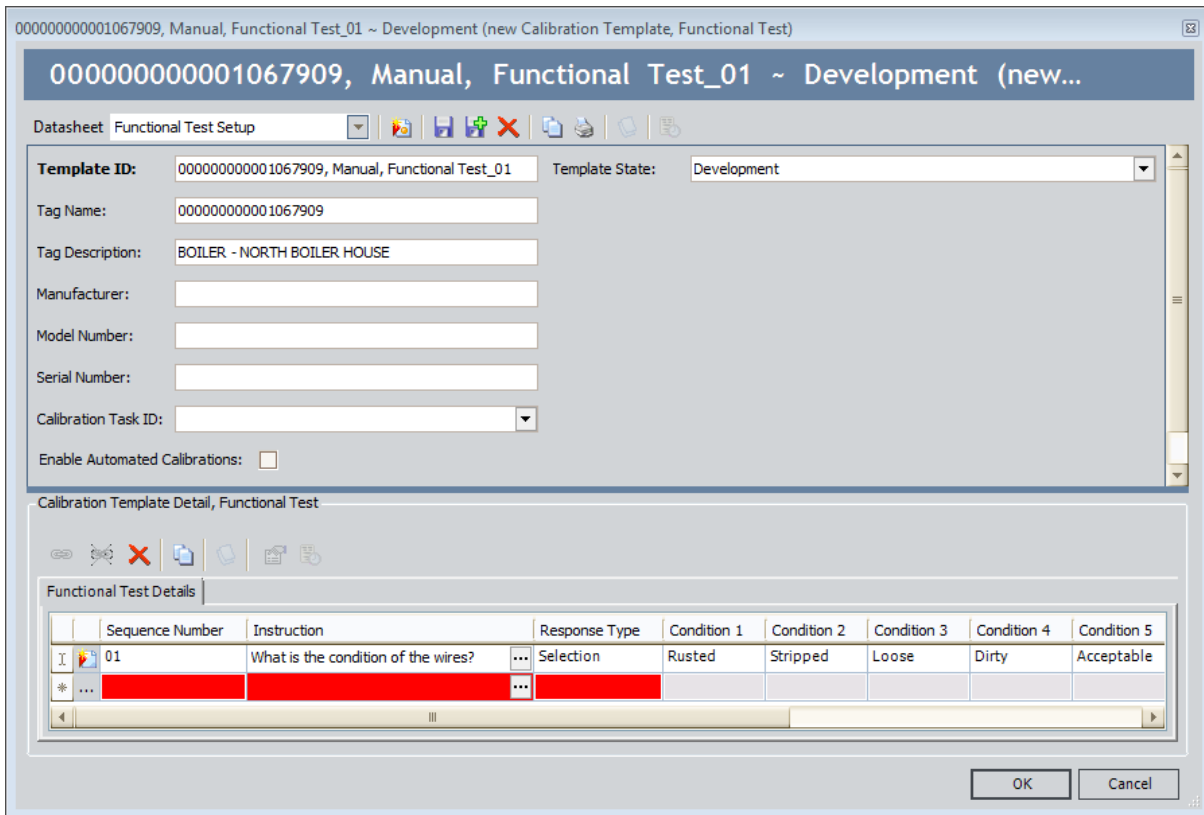 000000000001067909, Manual, Functional Test_01 ~ Development (new Calibration Template, Functional Test)
000000000001067909, Manual, Functional Test_01 ~ Development (new...
Datasheet Functional Test Setup
Template ID: 000000000001067909, Manual, Functional Test_01 Template State: Development
Tag Name: 000000000001067909
Tag Description: BOILER - NORTH BOILER HOUSE
Manufacturer:
Model Number:
Serial Number:
Calibration Task ID:
Enable Automated Calibrations:
Calibration Template Detail, Functional Test
Functional Test Details
Sequence Number Instruction Response Type Condition 1 Condition 2 Condition 3 Condition 4 Condition 5
01 What is the condition of the wires? ... Selection Rusted Stripped Loose Dirty Acceptable
* ... ...
OK Cancel